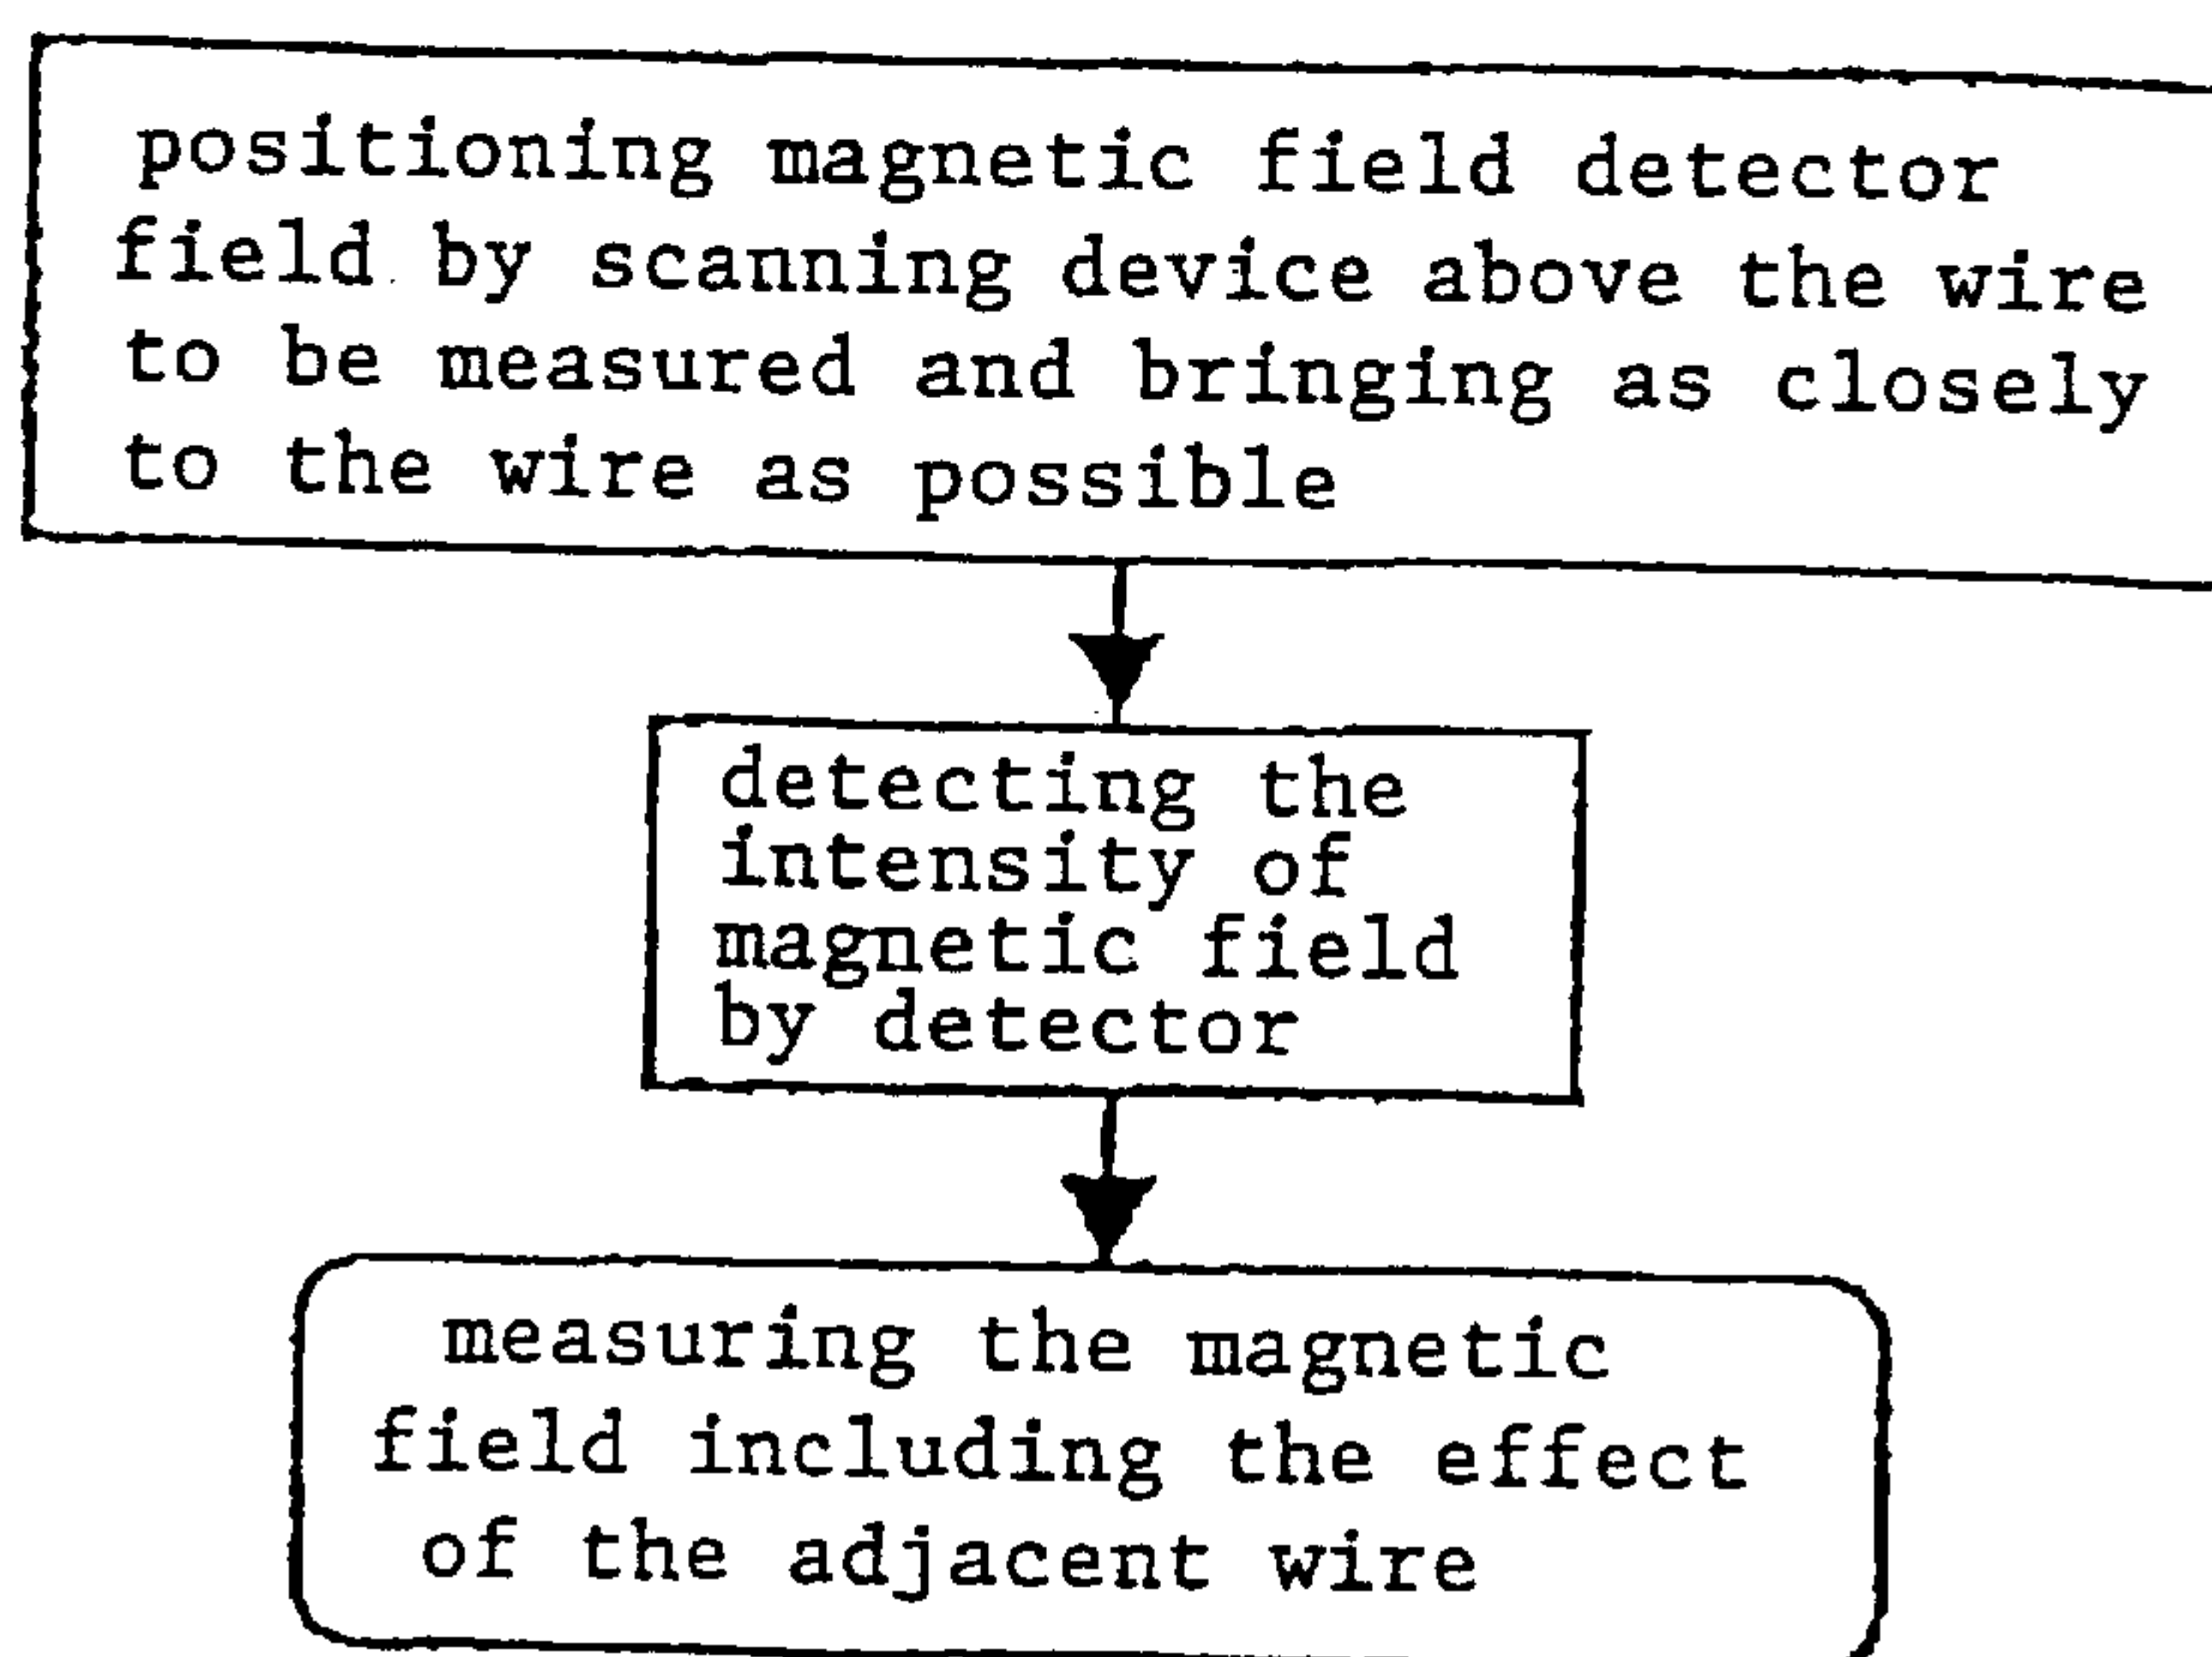 positioning magnetic field detector
field by scanning device above the wire
to be measured and bringing as closely
to the wire as possible
detecting the
intensity of
magnetic field
by detector
measuring the magnetic
field including the effect
of the adjacent wire